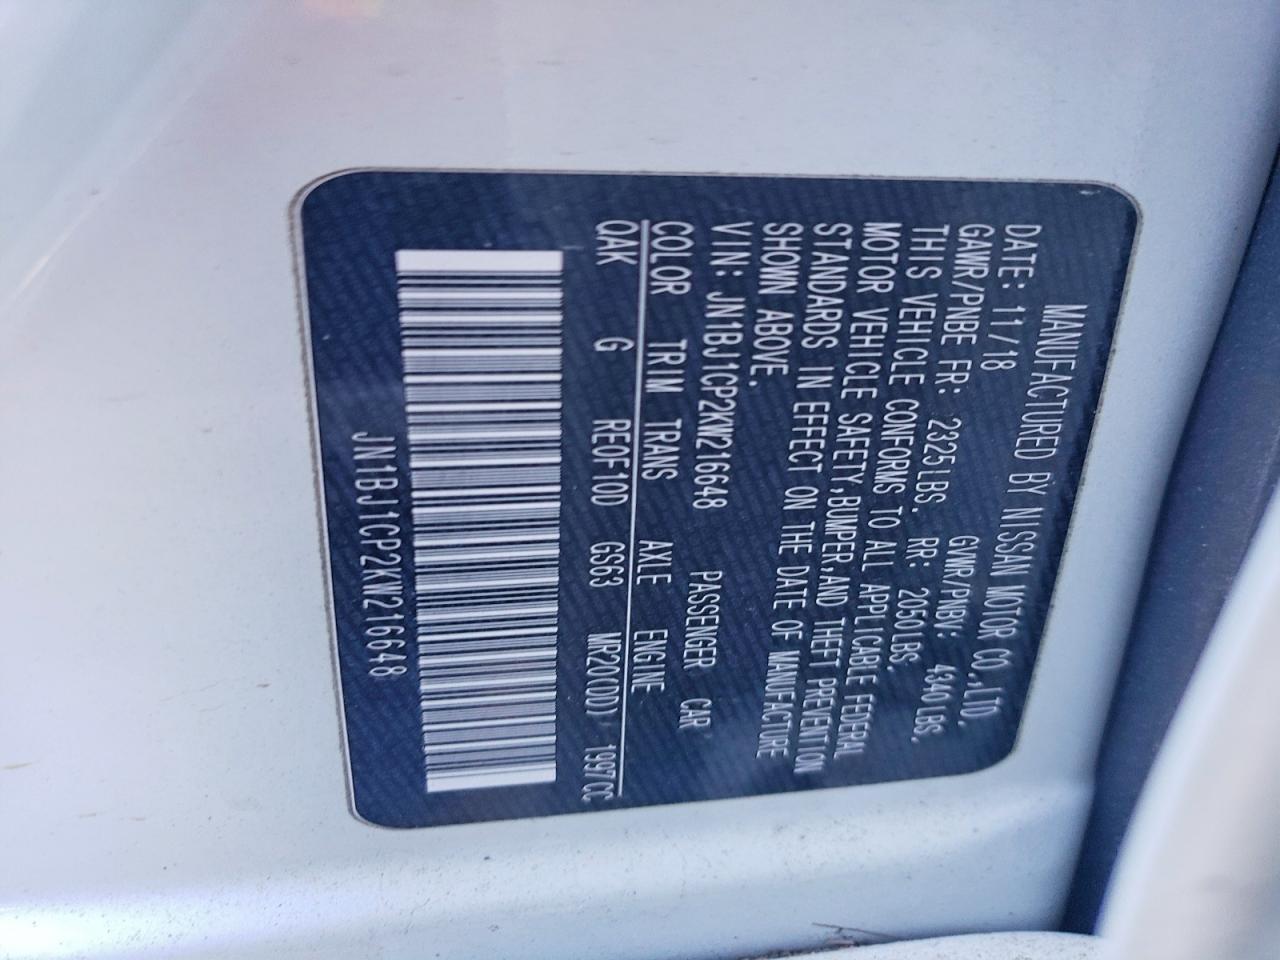 MANUFACTURED BY NISSAN MOTOR CO.,LTD.
DATE: 11/18 GVWR/PNBV: 4340LBS.
GAWR/PNBE FR: 2325LBS. RR: 2050LBS.
THIS VEHICLE CONFORMS TO ALL APPLICABLE FEDERAL
MOTOR VEHICLE SAFETY,BUMPER,AND THEFT PREVENTION
STANDARDS IN EFFECT ON THE DATE OF MANUFACTURE
SHOWN ABOVE.
VIN: JN1BJ1CP2KW216648 PASSENGER CAR
COLOR TRIM TRANS AXLE ENGINE
QAK G RE0F10D GS63 MR20(DD) 1997CC
JN1BJ1CP2KW216648